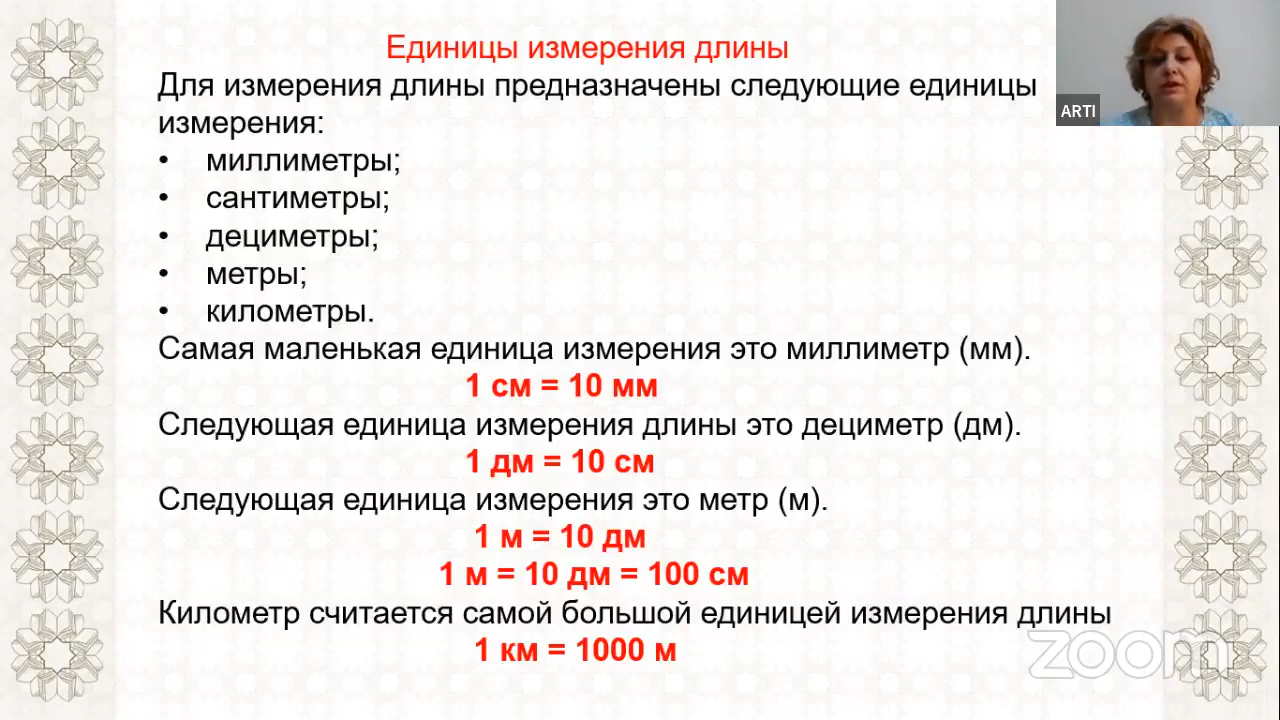 Единицы измерения длины
Для измерения длины предназначены следующие единицы
измерения:
• миллиметры;
• сантиметры;
• дециметры;
• метры;
• километры.
Самая маленькая единица измерения это миллиметр (мм).
1 см = 10 мм
Следующая единица измерения длины это дециметр (дм).
1 дм = 10 см
Следующая единица измерения это метр (м).
1 м = 10 дм
1 м = 10 дм = 100 см
Километр считается самой большой единицей измерения длины
1 км = 1000 м
ARTI
zoom